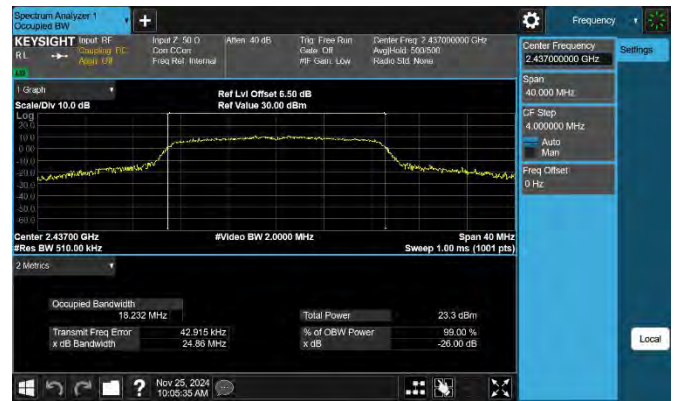 Spectrum Analyzer 1
Occupied BW
+
Frequency
KEYSIGHT Input: RF
RL
Coupling: DC
Align: Off
Input Z: 50 Ω
Corr CCorr
Freq Ref: Internal
Atten: 40 dB
Trig: Free Run
Gate: Off
#IF Gain: Low
Center Freq: 2.437000000 GHz
Avg|Hold: 500/500
Radio Std: None
Center Frequency
2.437000000 GHz
Settings
Span
40.000 MHz
CF Step
4.000000 MHz
Auto
Man
Freq Offset
0 Hz
1 Graph
Scale/Div 10.0 dB
Ref Lvl Offset 6.50 dB
Ref Value 30.00 dBm
Log
20.0
10.0
0.00
-10.0
-20.0
-30.0
-40.0
-50.0
-60.0
Center 2.43700 GHz
#Video BW 2.0000 MHz
Span 40 MHz
#Res BW 510.00 kHz
Sweep 1.00 ms (1001 pts)
2 Metrics
Occupied Bandwidth
18.232 MHz
Total Power 23.3 dBm
Transmit Freq Error 42.915 kHz
% of OBW Power 99.00 %
x dB Bandwidth 24.86 MHz
x dB -26.00 dB
Local
?
Nov 25, 2024
10:05:35 AM